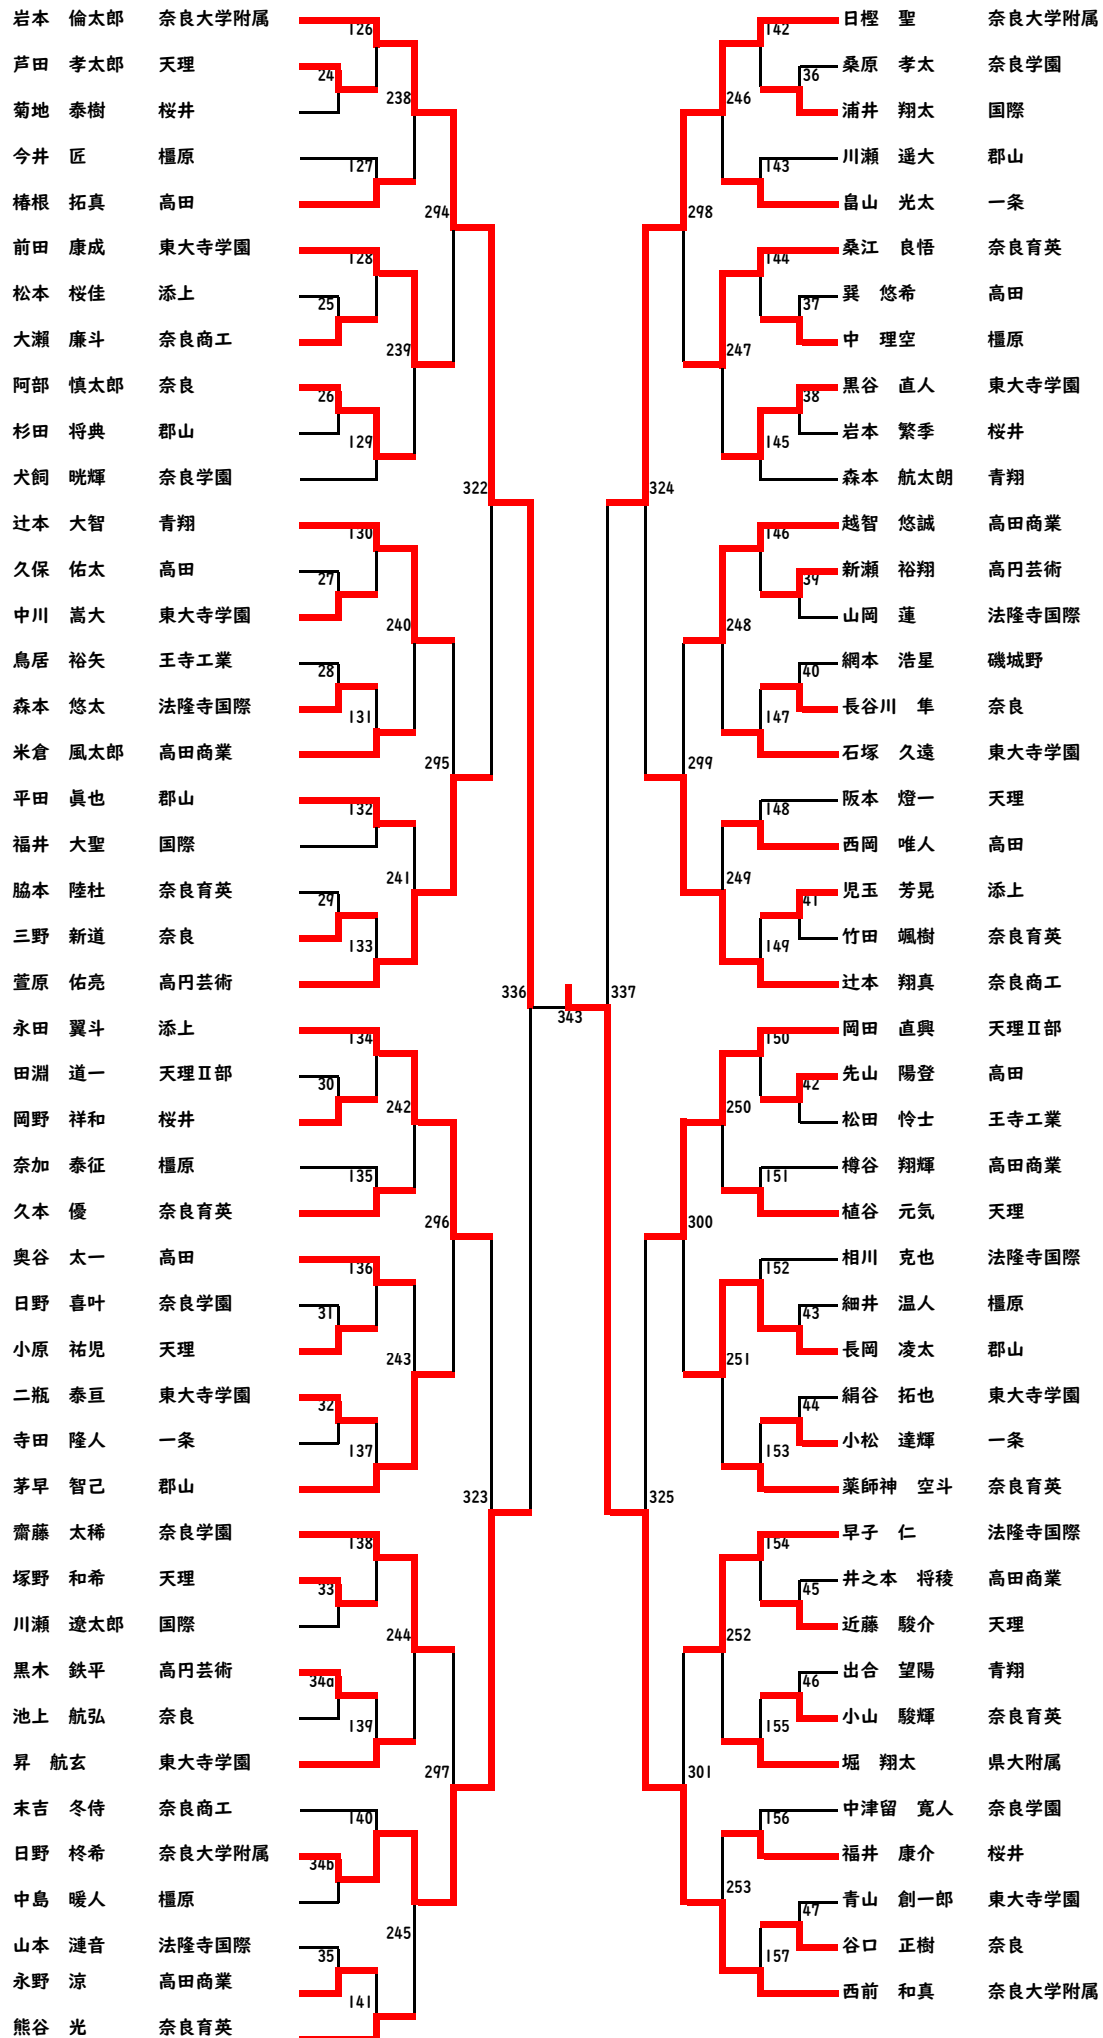 岩本　倫太郎　奈良大学附属
芦田　孝太郎　天理
菊地　泰樹　桜井
今井　匠　橿原
椿根　拓真　高田
前田　康成　東大寺学園
松本　桜佳　添上
大瀬　廉斗　奈良商工
阿部　慎太郎　奈良
杉田　将典　郡山
犬飼　晄輝　奈良学園
辻本　大智　青翔
久保　佑太　高田
中川　嵩大　東大寺学園
鳥居　裕矢　王寺工業
森本　悠太　法隆寺国際
米倉　風太郎　高田商業
平田　眞也　郡山
福井　大聖　国際
脇本　陸杜　奈良育英
三野　新道　奈良
萱原　佑亮　高円芸術
永田　翼斗　添上
田淵　道一　天理Ⅱ部
岡野　祥和　桜井
奈加　泰征　橿原
久本　優　奈良育英
奥谷　太一　高田
日野　喜叶　奈良学園
小原　祐児　天理
二瓶　泰亘　東大寺学園
寺田　隆人　一条
茅早　智己　郡山
齋藤　太稀　奈良学園
塚野　和希　天理
川瀬　遼太郎　国際
黒木　鉄平　高円芸術
池上　航弘　奈良
昇　航玄　東大寺学園
末吉　冬侍　奈良商工
日野　柊希　奈良大学附属
中島　暖人　橿原
山本　漣音　法隆寺国際
永野　涼　高田商業
熊谷　光　奈良育英
126
24
238
127
294
128
25
239
26
129
322
130
27
240
28
131
295
132
241
29
133
336
134
30
242
135
296
136
31
243
32
137
323
138
33
244
34a
139
297
140
34b
245
35
141
343
142
36
246
143
298
144
37
247
38
145
324
146
39
248
40
147
299
148
249
41
149
337
150
42
250
151
300
152
43
251
44
153
325
154
45
252
46
155
301
156
253
47
157
日樫　聖　奈良大学附属
桑原　孝太　奈良学園
浦井　翔太　国際
川瀬　遥大　郡山
畠山　光太　一条
桑江　良悟　奈良育英
巽　悠希　高田
中　理空　橿原
黒谷　直人　東大寺学園
岩本　繁季　桜井
森本　航太朗　青翔
越智　悠誠　高田商業
新瀬　裕翔　高円芸術
山岡　蓮　法隆寺国際
網本　浩星　磯城野
長谷川　隼　奈良
石塚　久遠　東大寺学園
阪本　燈一　天理
西岡　唯人　高田
児玉　芳晃　添上
竹田　颯樹　奈良育英
辻本　翔真　奈良商工
岡田　直興　天理Ⅱ部
先山　陽登　高田
松田　怜士　王寺工業
樽谷　翔輝　高田商業
植谷　元気　天理
相川　克也　法隆寺国際
細井　温人　橿原
長岡　凌太　郡山
絹谷　拓也　東大寺学園
小松　達輝　一条
薬師神　空斗　奈良育英
早子　仁　法隆寺国際
井之本　将稜　高田商業
近藤　駿介　天理
出合　望陽　青翔
小山　駿輝　奈良育英
堀　翔太　県大附属
中津留　寛人　奈良学園
福井　康介　桜井
青山　創一郎　東大寺学園
谷口　正樹　奈良
西前　和真　奈良大学附属